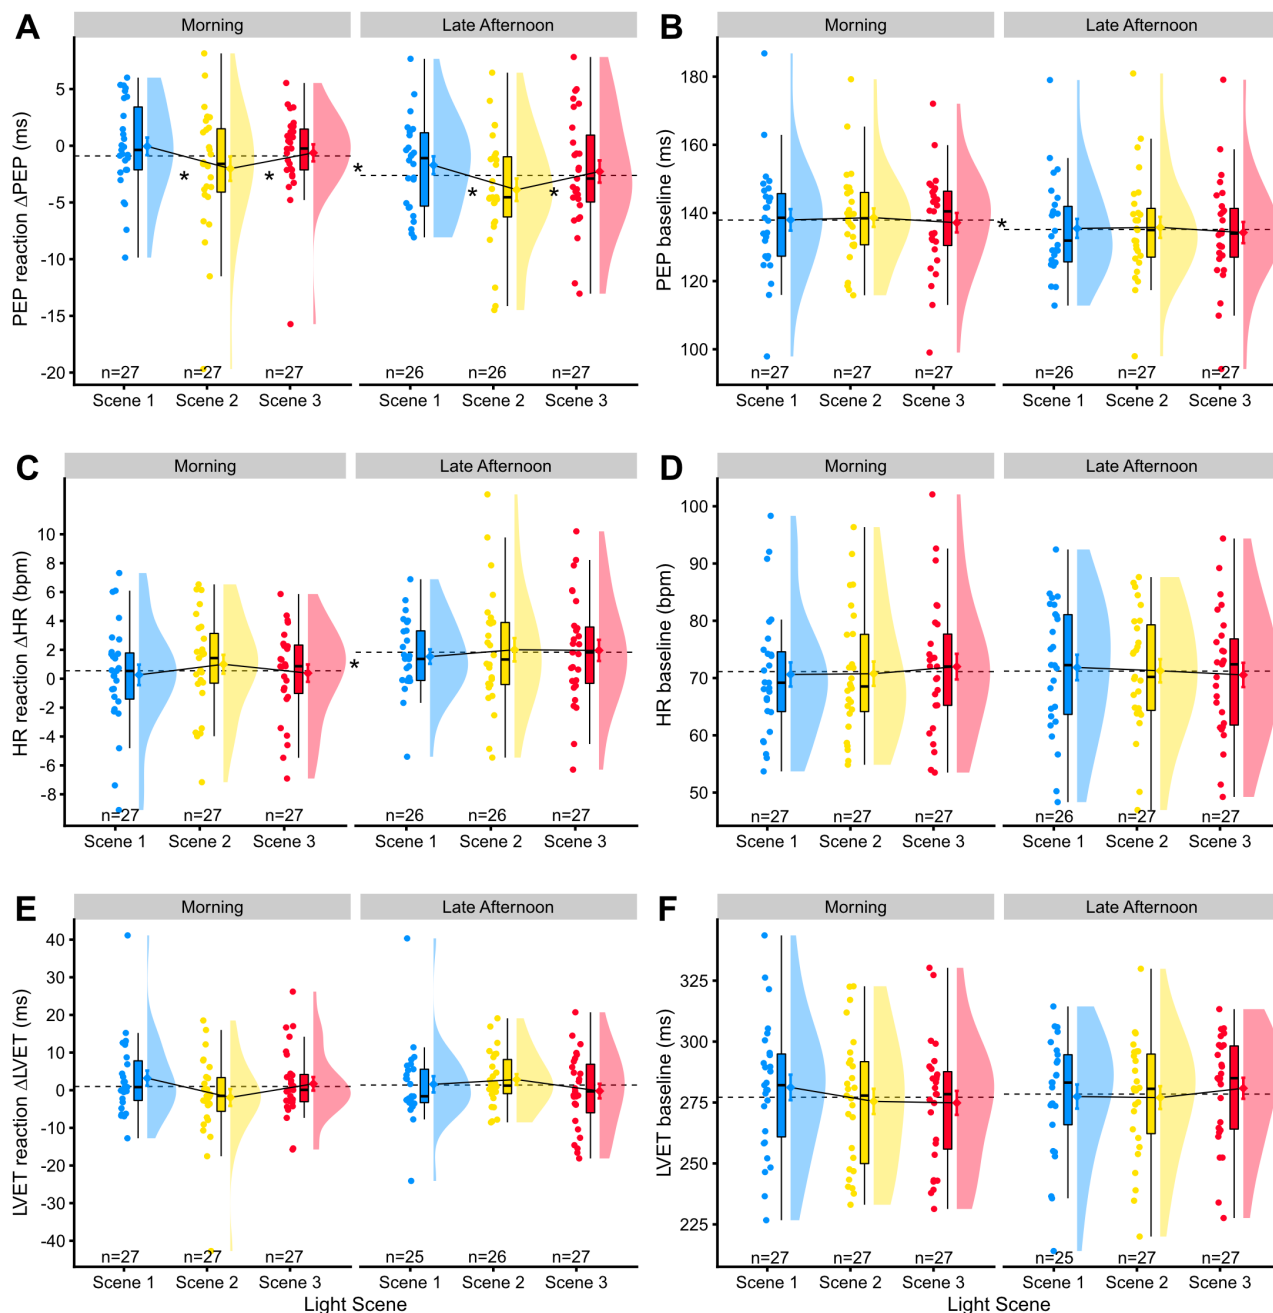 A
Morning
Late Afternoon
PEP reaction ΔPEP (ms)
5
0
-5
-10
-15
-20
*
*
*
*
*
n=27
n=27
n=27
n=26
n=26
n=27
Scene 1
Scene 2
Scene 3
Scene 1
Scene 2
Scene 3
B
Morning
Late Afternoon
PEP baseline (ms)
180
160
140
120
100
*
n=27
n=27
n=27
n=26
n=27
n=27
Scene 1
Scene 2
Scene 3
Scene 1
Scene 2
Scene 3
C
Morning
Late Afternoon
HR reaction ΔHR (bpm)
10
8
6
4
2
0
-2
-4
-6
-8
*
n=27
n=27
n=27
n=26
n=26
n=27
Scene 1
Scene 2
Scene 3
Scene 1
Scene 2
Scene 3
D
Morning
Late Afternoon
HR baseline (bpm)
100
90
80
70
60
50
n=27
n=27
n=27
n=26
n=27
n=27
Scene 1
Scene 2
Scene 3
Scene 1
Scene 2
Scene 3
E
Morning
Late Afternoon
LVET reaction ΔLVET (ms)
40
30
20
10
0
-10
-20
-30
-40
n=27
n=27
n=27
n=25
n=26
n=27
Scene 1
Scene 2
Scene 3
Scene 1
Scene 2
Scene 3
Light Scene
F
Morning
Late Afternoon
LVET baseline (ms)
325
300
275
250
225
n=27
n=27
n=27
n=25
n=27
n=27
Scene 1
Scene 2
Scene 3
Scene 1
Scene 2
Scene 3
Light Scene